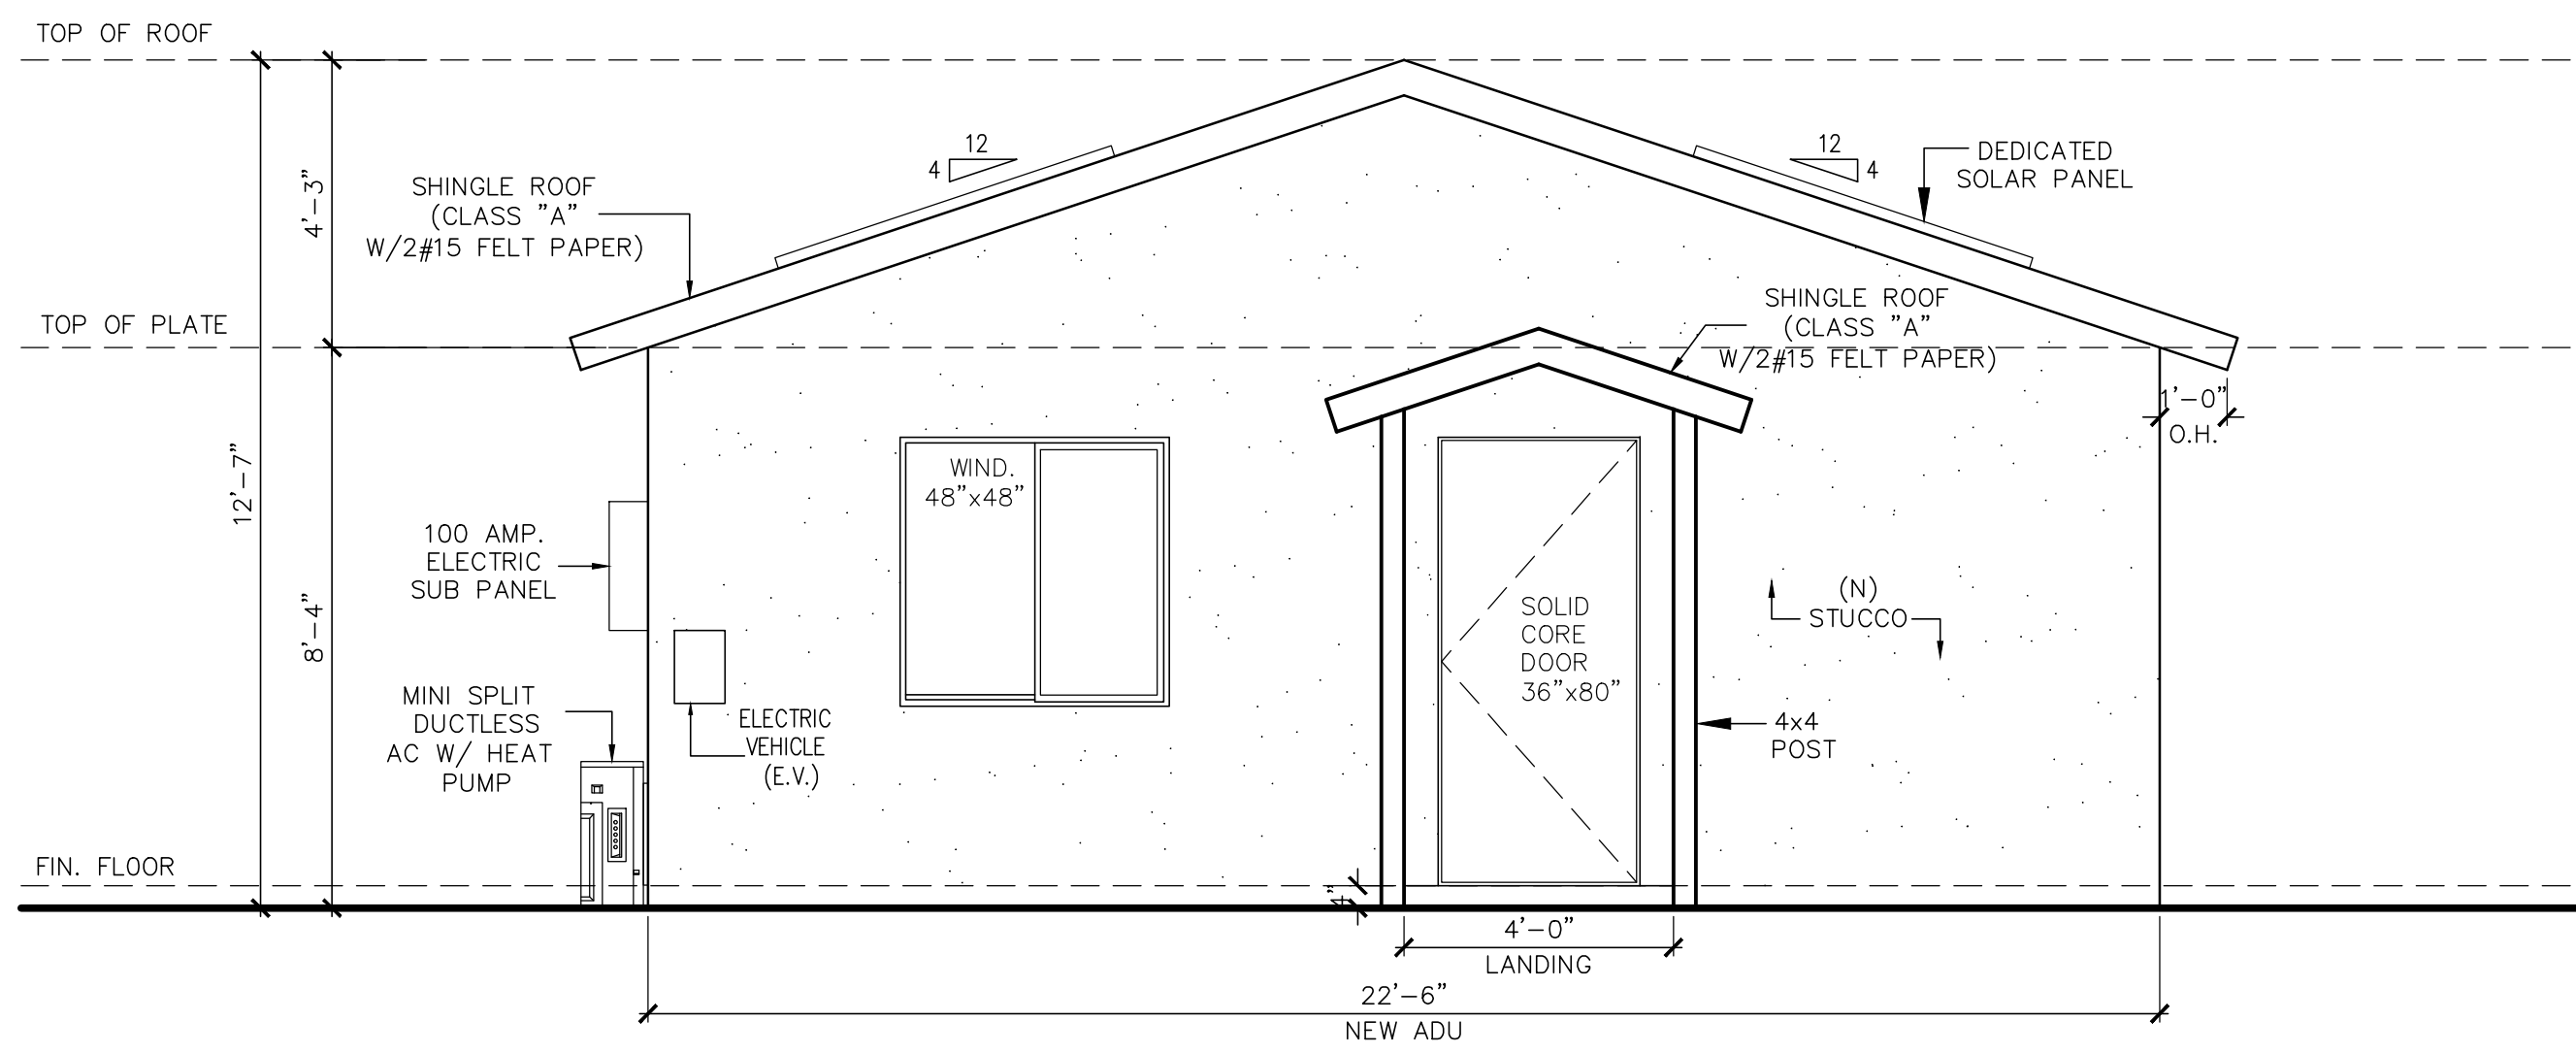 TOP OF ROOF
12
4
12
4
DEDICATED
SOLAR PANEL
4'-3"
SHINGLE ROOF
(CLASS "A"
W/2#15 FELT PAPER)
SHINGLE ROOF
(CLASS "A"
W/2#15 FELT PAPER)
TOP OF PLATE
1'-0"
O.H.
12'-7"
WIND.
48"x48"
100 AMP.
ELECTRIC
SUB PANEL
8'-4"
SOLID
CORE
DOOR
36"x80"
(N)
STUCCO
MINI SPLIT
DUCTLESS
AC W/ HEAT
PUMP
ELECTRIC
VEHICLE
(E.V.)
4x4
POST
FIN. FLOOR
4"
4'-0"
LANDING
22'-6"
NEW ADU